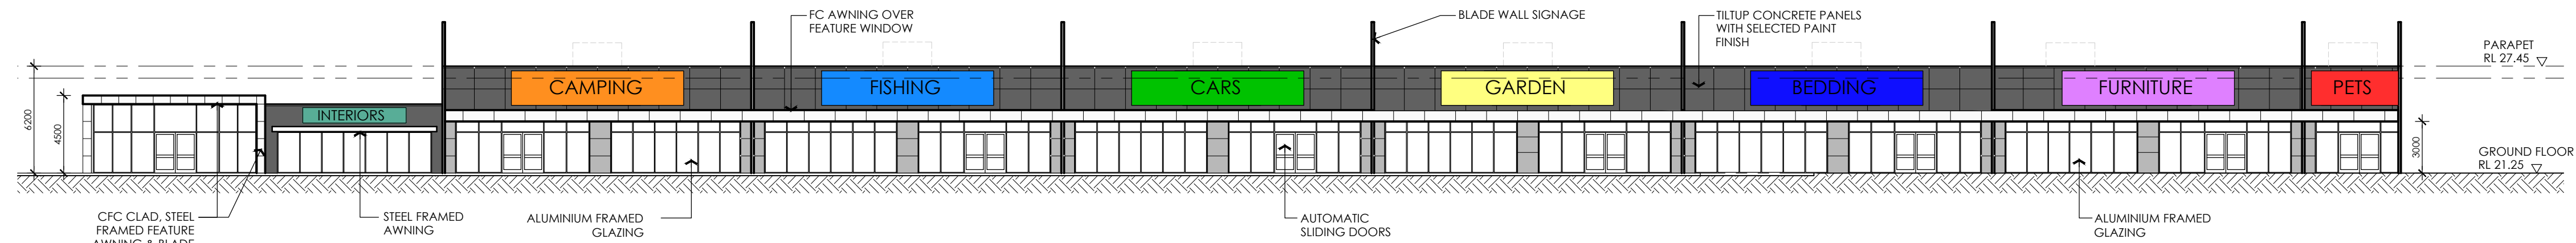 FC AWNING OVER
FEATURE WINDOW
BLADE WALL SIGNAGE
TILTUP CONCRETE PANELS
WITH SELECTED PAINT
FINISH
PARAPET
RL 27.45
CAMPING
FISHING
CARS
GARDEN
BEDDING
FURNITURE
PETS
INTERIORS
6200
4500
3000
GROUND FLOOR
RL 21.25
CFC CLAD, STEEL
FRAMED FEATURE
AWNING & BLADE
STEEL FRAMED
AWNING
ALUMINIUM FRAMED
GLAZING
AUTOMATIC
SLIDING DOORS
ALUMINIUM FRAMED
GLAZING